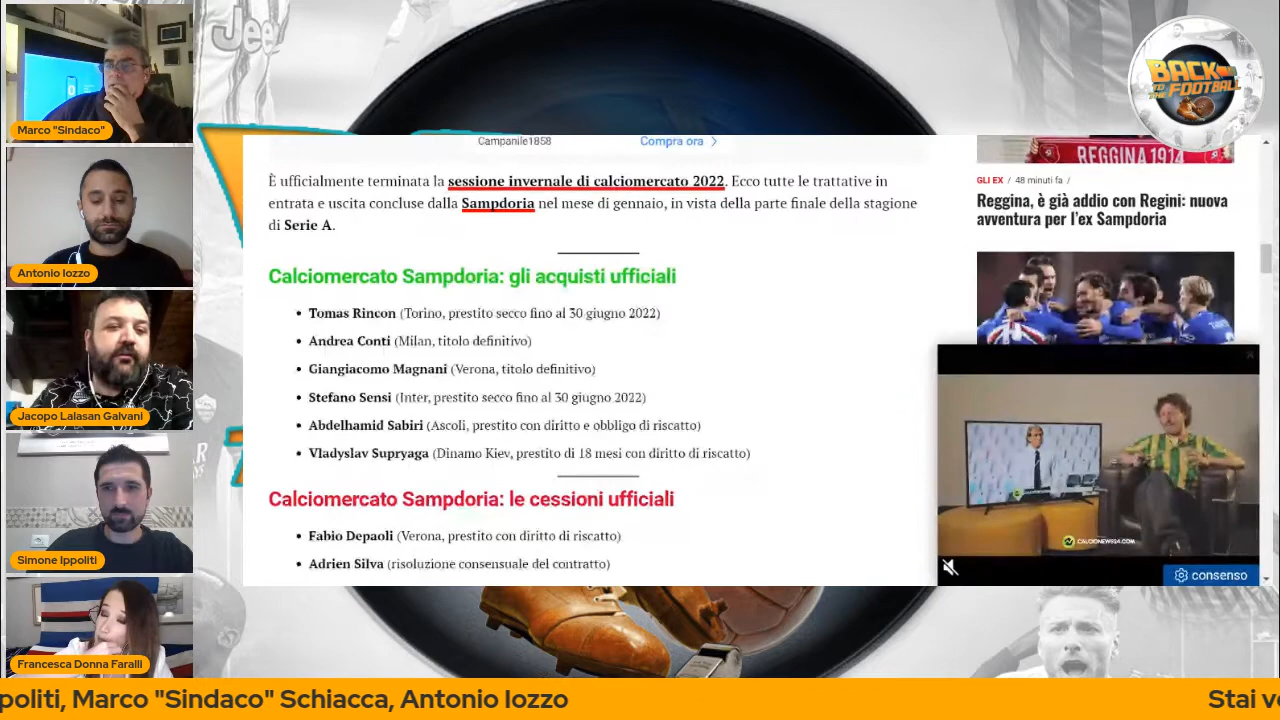 Jeep
BACK
TO THE FOOTBALL
Marco "Sindaco"
Antonio Iozzo
Jacopo Lalasan Galvani
Simone Ippoliti
Francesca Donna Faralli
Campanile1858
Compra ora
È ufficialmente terminata la sessione invernale di calciomercato 2022. Ecco tutte le trattative in
entrata e uscita concluse dalla Sampdoria nel mese di gennaio, in vista della parte finale della stagione
di Serie A.
Calciomercato Sampdoria: gli acquisti ufficiali
• Tomas Rincon (Torino, prestito secco fino al 30 giugno 2022)
• Andrea Conti (Milan, titolo definitivo)
• Giangiacomo Magnani (Verona, titolo definitivo)
• Stefano Sensi (Inter, prestito secco fino al 30 giugno 2022)
• Abdelhamid Sabiri (Ascoli, prestito con diritto e obbligo di riscatto)
• Vladyslav Supryaga (Dinamo Kiev, prestito di 18 mesi con diritto di riscatto)
Calciomercato Sampdoria: le cessioni ufficiali
• Fabio Depaoli (Verona, prestito con diritto di riscatto)
• Adrien Silva (risoluzione consensuale del contratto)
REGGINA 1914
GLI EX / 48 minuti fa /
Reggina, è già addio con Regini: nuova
avventura per l'ex Sampdoria
CALCIONEWS24.COM
consenso
politi, Marco "Sindaco" Schiacca, Antonio Iozzo
Stai ve